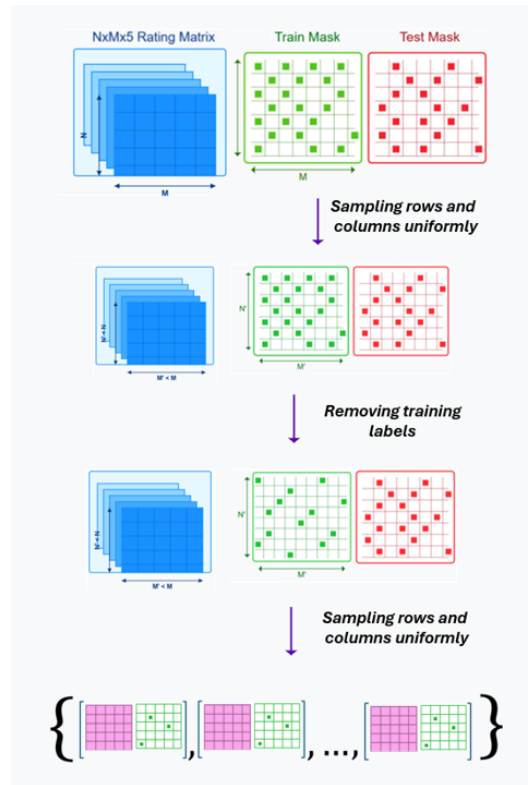 NxMx5 Rating Matrix
Train Mask
Test Mask
N
M
M
Sampling rows and
columns uniformly
N' < N
M' < M
N'
M'
Removing training
labels
N' < N
M' < M
N'
M'
Sampling rows and
columns uniformly
{ [ ] , [ ] , ..., [ ] }